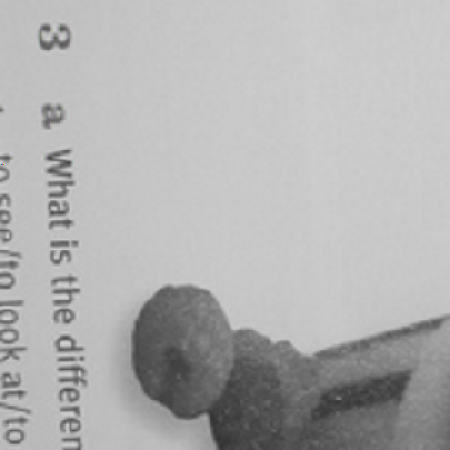 3 a What is the differen
to see/to look at/to